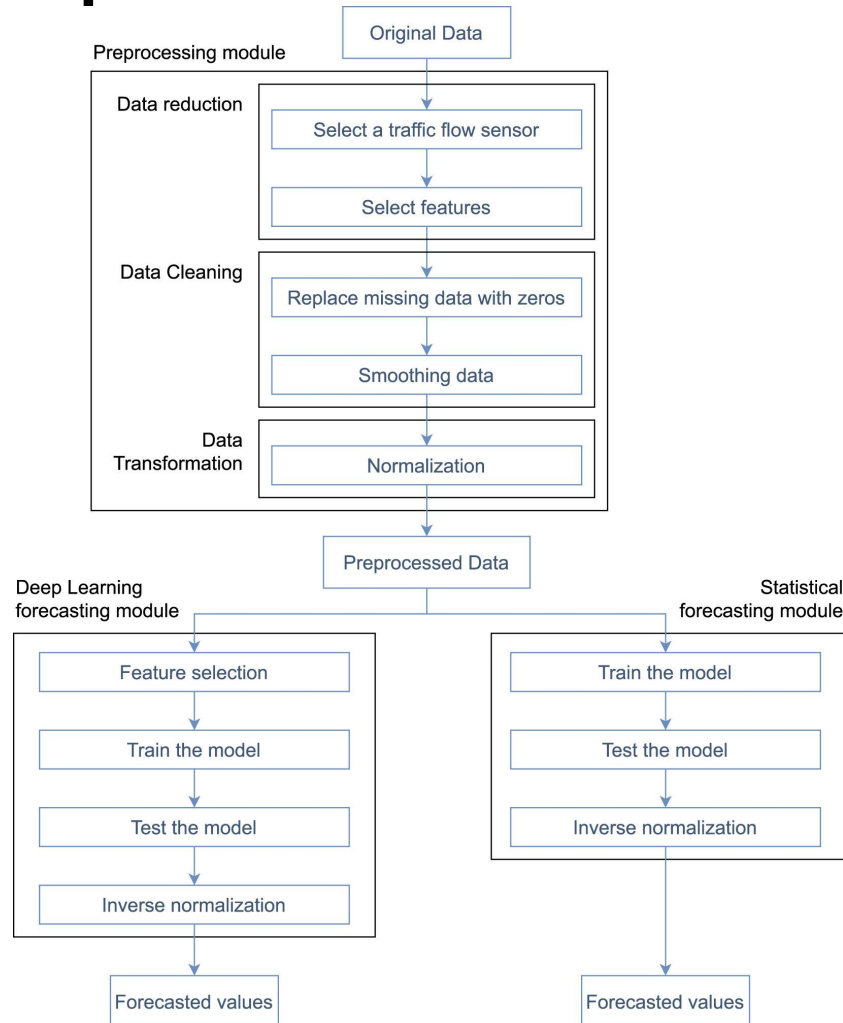 Original Data
Preprocessing module
Data reduction
Select a traffic flow sensor
Select features
Data Cleaning
Replace missing data with zeros
Smoothing data
Data
Transformation
Normalization
Preprocessed Data
Deep Learning
forecasting module
Feature selection
Train the model
Test the model
Inverse normalization
Forecasted values
Statistical
forecasting module
Train the model
Test the model
Inverse normalization
Forecasted values